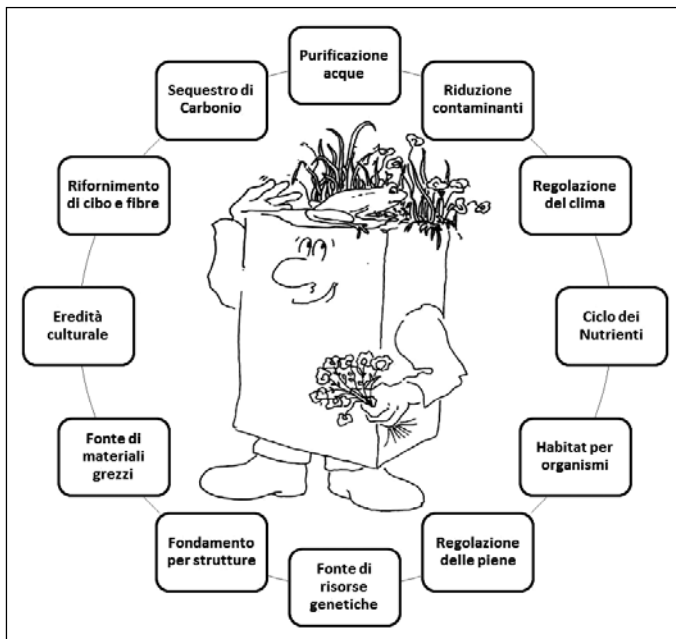 Purificazione
acque
Riduzione
contaminanti
Regolazione
del clima
Ciclo dei
Nutrienti
Habitat per
organismi
Regolazione
delle piene
Fonte di
risorse
genetiche
Fondamento
per strutture
Fonte di
materiali
grezzi
Eredità
culturale
Rifornimento
di cibo e fibre
Sequestro di
Carbonio